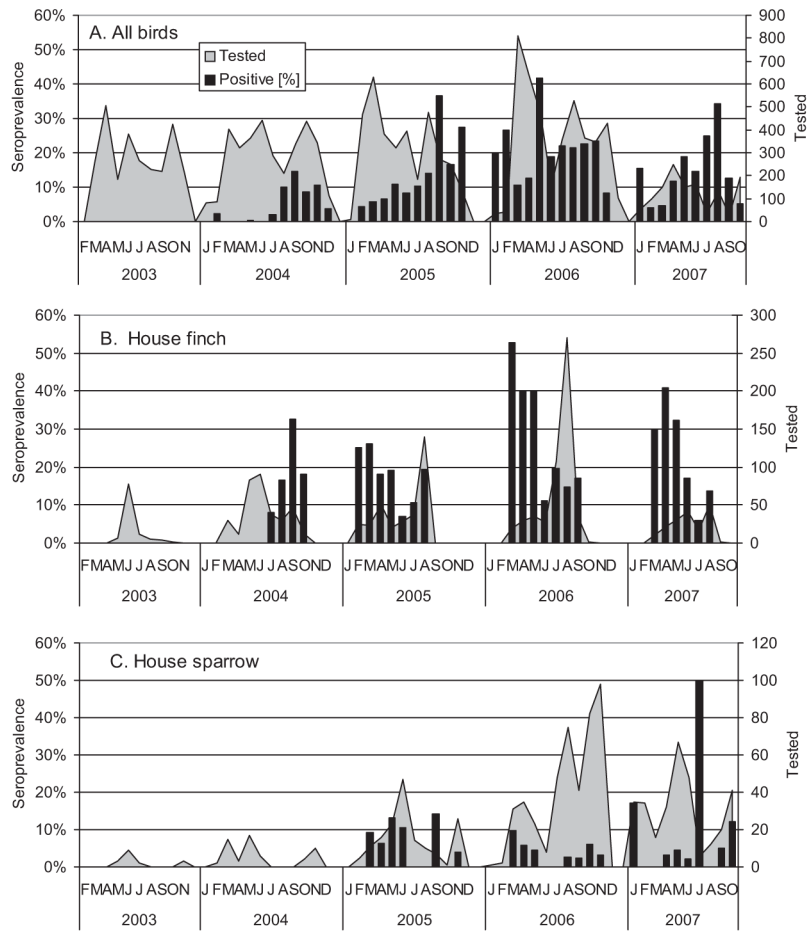 A. All birds
Tested
Positive [%]
Seroprevalence
60%
50%
40%
30%
20%
10%
0%
900
800
700
600
500
400
300
200
100
0
Tested
FMAMJ J ASON J FMAMJ J ASOND J FMAMJ J ASOND J FMAMJ J ASOND J FMAMJ J ASO
2003 2004 2005 2006 2007
B. House finch
Seroprevalence
60%
50%
40%
30%
20%
10%
0%
300
250
200
150
100
50
0
Tested
FMAMJ J ASON J FMAMJ J ASOND J FMAMJ J ASOND J FMAMJ J ASOND J FMAMJ J ASO
2003 2004 2005 2006 2007
C. House sparrow
Seroprevalence
60%
50%
40%
30%
20%
10%
0%
120
100
80
60
40
20
0
Tested
FMAMJ J ASON J FMAMJ J ASOND J FMAMJ J ASOND J FMAMJ J ASOND J FMAMJ J ASO
2003 2004 2005 2006 2007